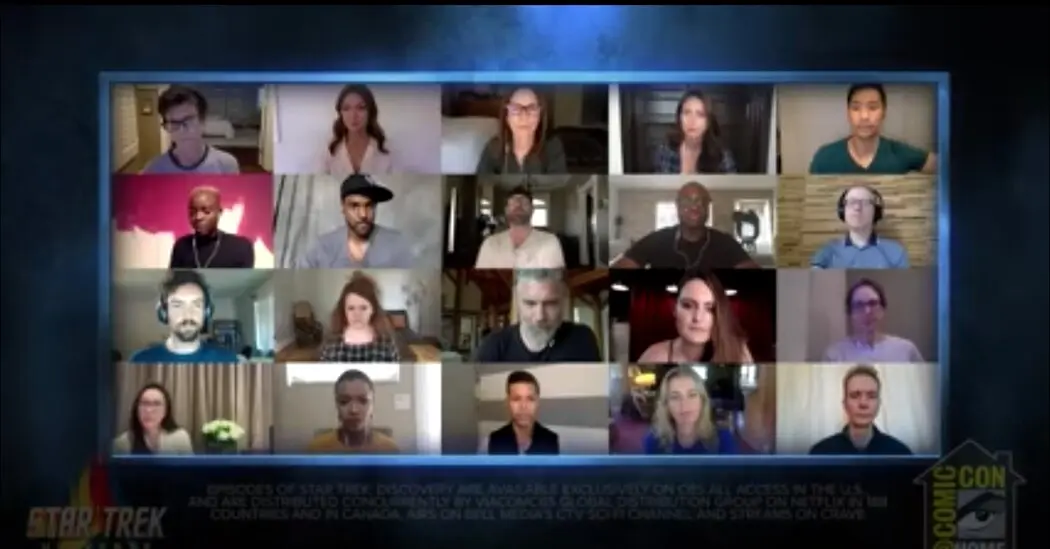 EPISODES OF STAR TREK: DISCOVERY ARE AVAILABLE EXCLUSIVELY ON CBS ALL ACCESS IN THE U.S.
AND ARE DISTRIBUTED CONCURRENTLY BY VIACOMCBS GLOBAL DISTRIBUTION GROUP ON NETFLIX IN 188
COUNTRIES AND IN CANADA, AIRS ON BELL MEDIA'S CTV SCI-FI CHANNEL AND STREAMS ON CRAVE.
STAR TREK
COMIC CON
HOME